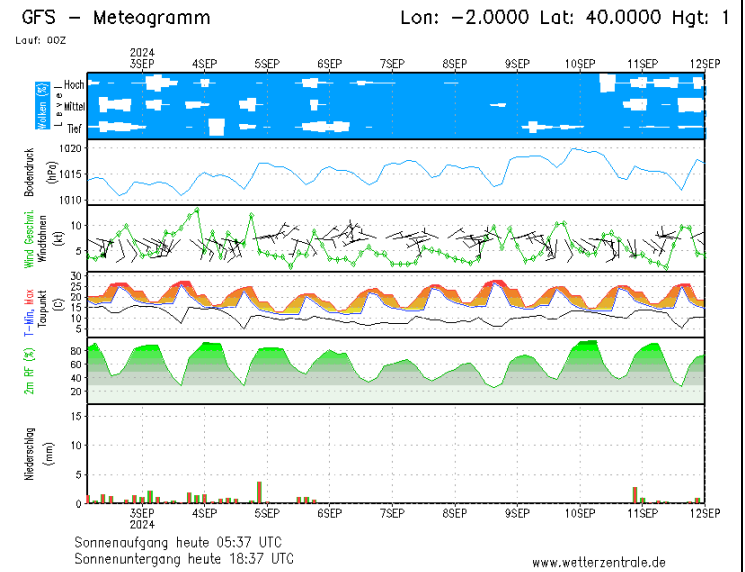 GFS – Meteogramm Lon: −2.0000 Lat: 40.0000 Hgt: 1
Lauf: 00Z
2024
3SEP 4SEP 5SEP 6SEP 7SEP 8SEP 9SEP 10SEP 11SEP 12SEP
Wolken (%)
Level
Hoch
Mittel
Tief
Bodendruck
(hPa)
1020
1015
1010
Wind Geschwi.
Windfahnen
(kt)
10
5
T-Min, Max
Taupunkt
(C)
30
25
20
15
10
5
2m RF (%)
80
60
40
20
Niederschlag
(mm)
15
10
5
0
3SEP 4SEP 5SEP 6SEP 7SEP 8SEP 9SEP 10SEP 11SEP 12SEP
2024
Sonnenaufgang heute 05:37 UTC
Sonnenuntergang heute 18:37 UTC
www.wetterzentrale.de